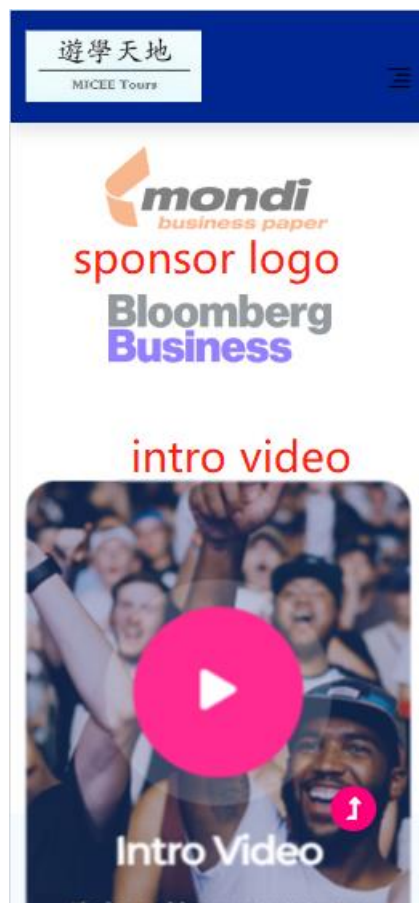 遊學天地
MICEE Tours
mondi
business paper
sponsor logo
Bloomberg
Business
intro video
Intro Video